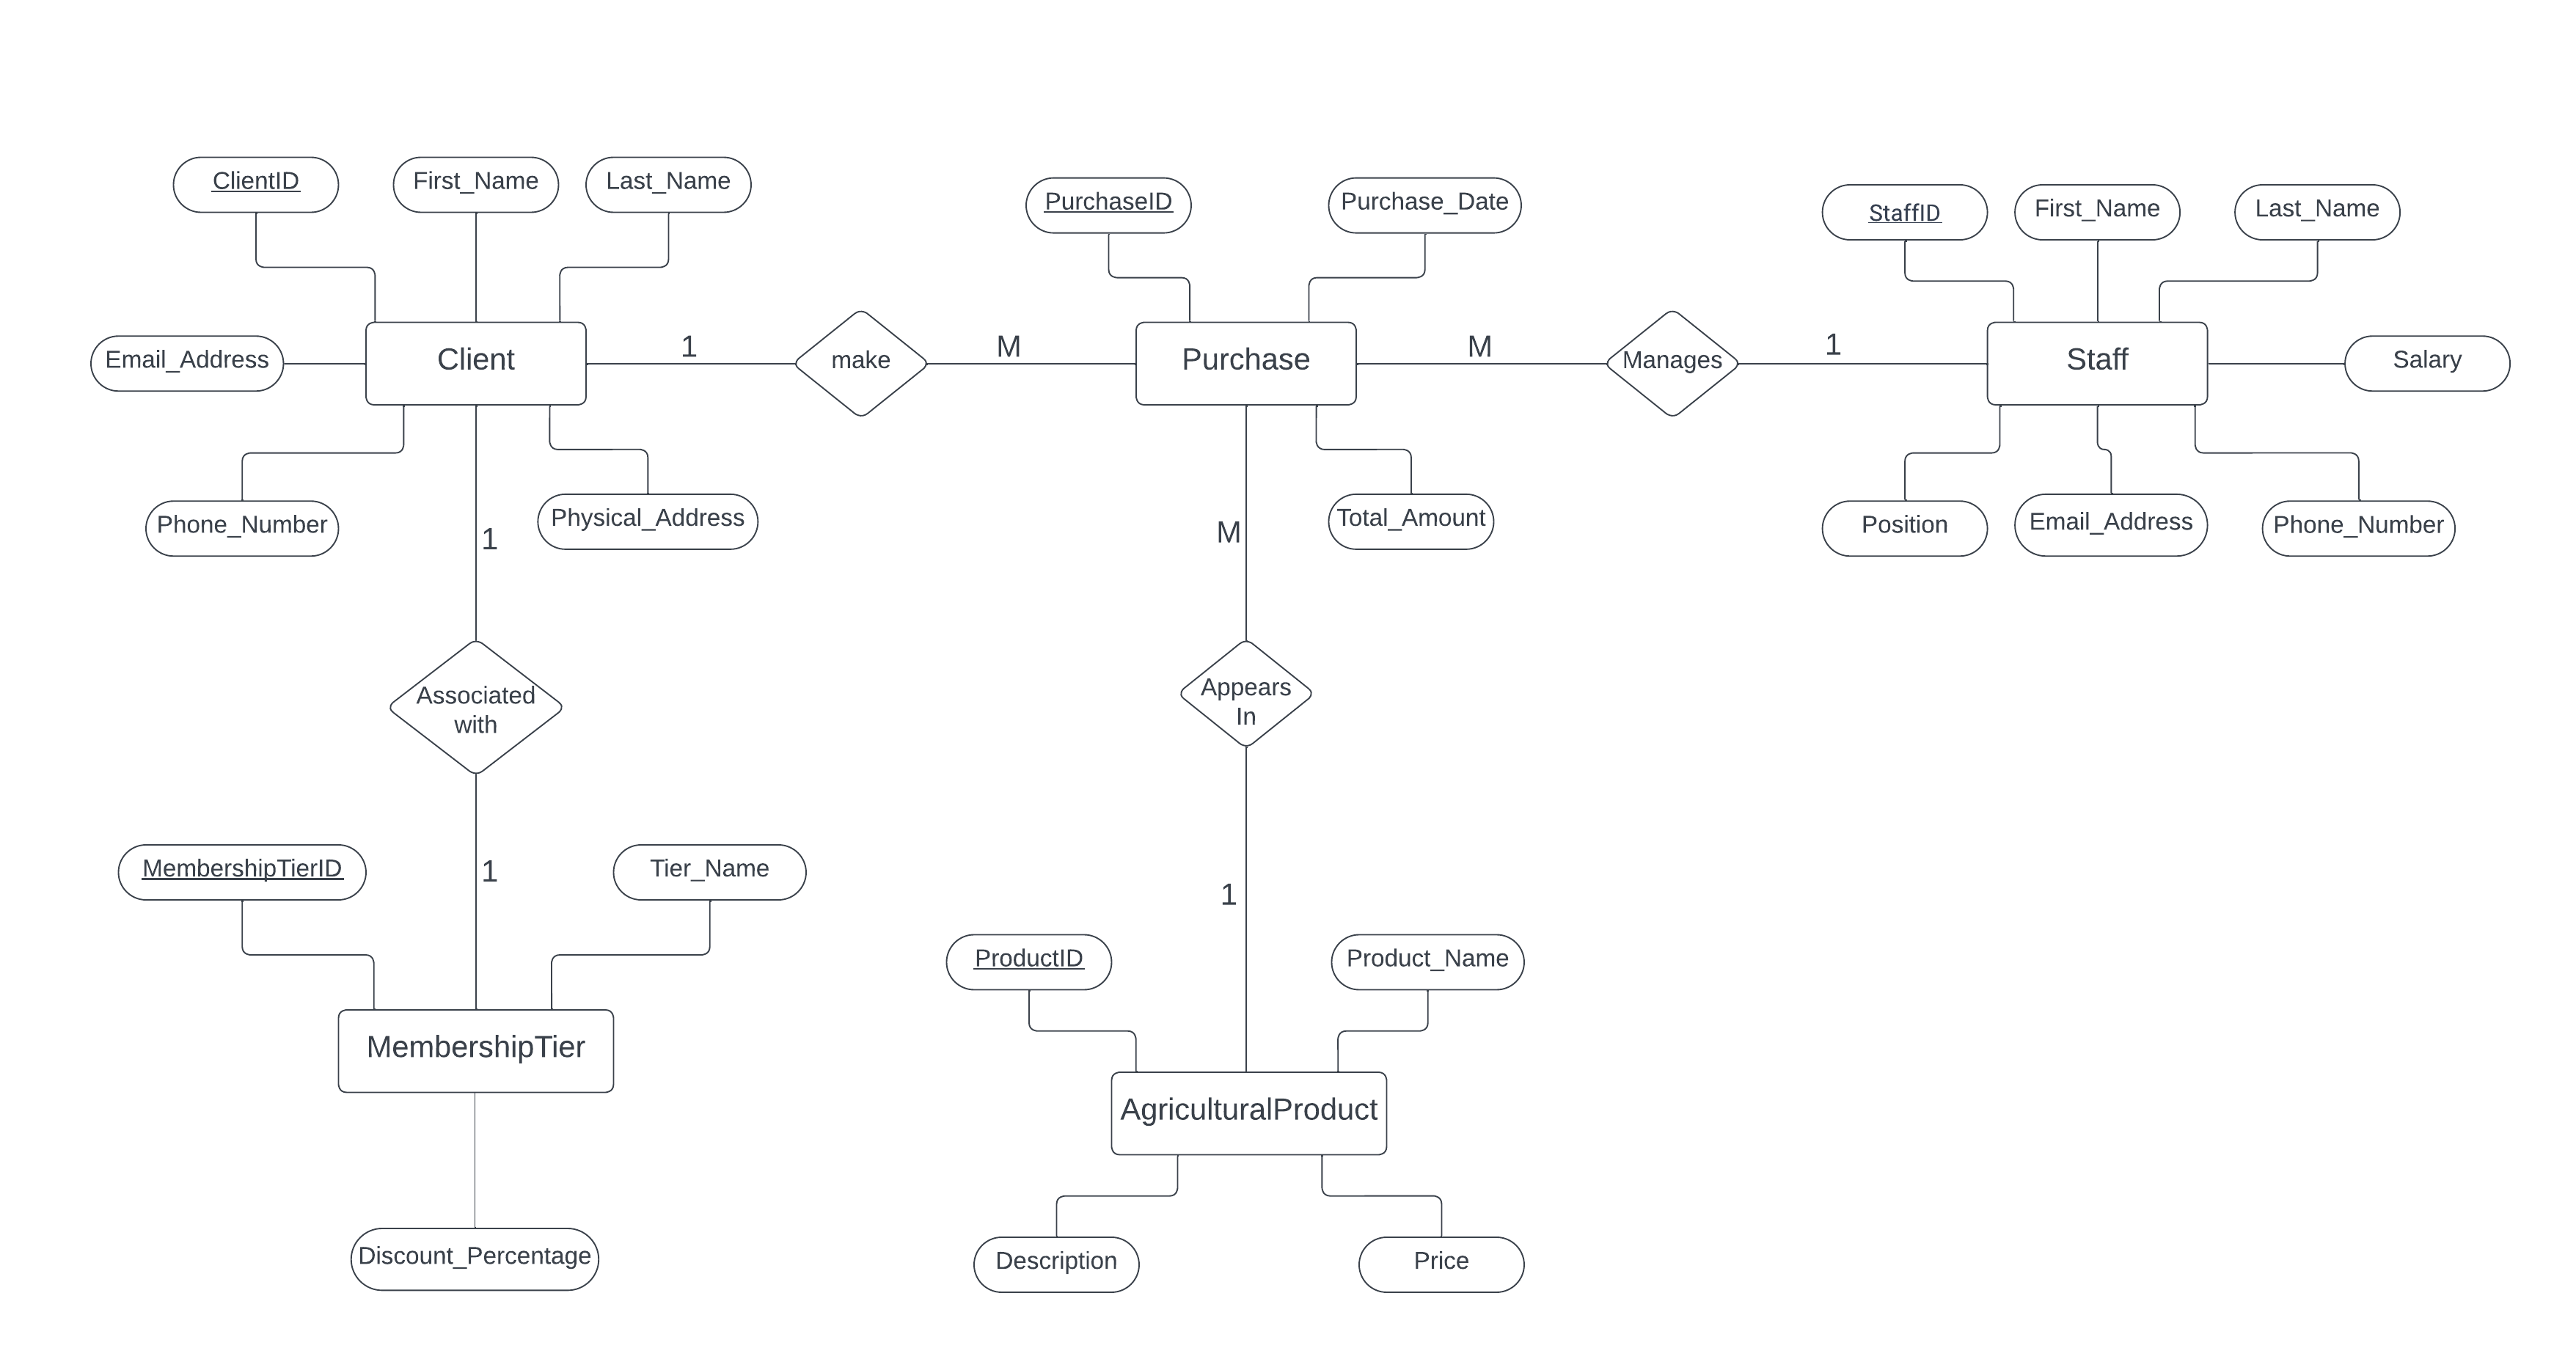 ClientID
First_Name
Last_Name
PurchaseID
Purchase_Date
StaffID
First_Name
Last_Name
Email_Address
Client
1
make
M
Purchase
M
Manages
1
Staff
Salary
Phone_Number
1
Physical_Address
M
Total_Amount
Position
Email_Address
Phone_Number
Associated
with
Appears
In
MembershipTierID
1
Tier_Name
1
ProductID
Product_Name
MembershipTier
AgriculturalProduct
Discount_Percentage
Description
Price